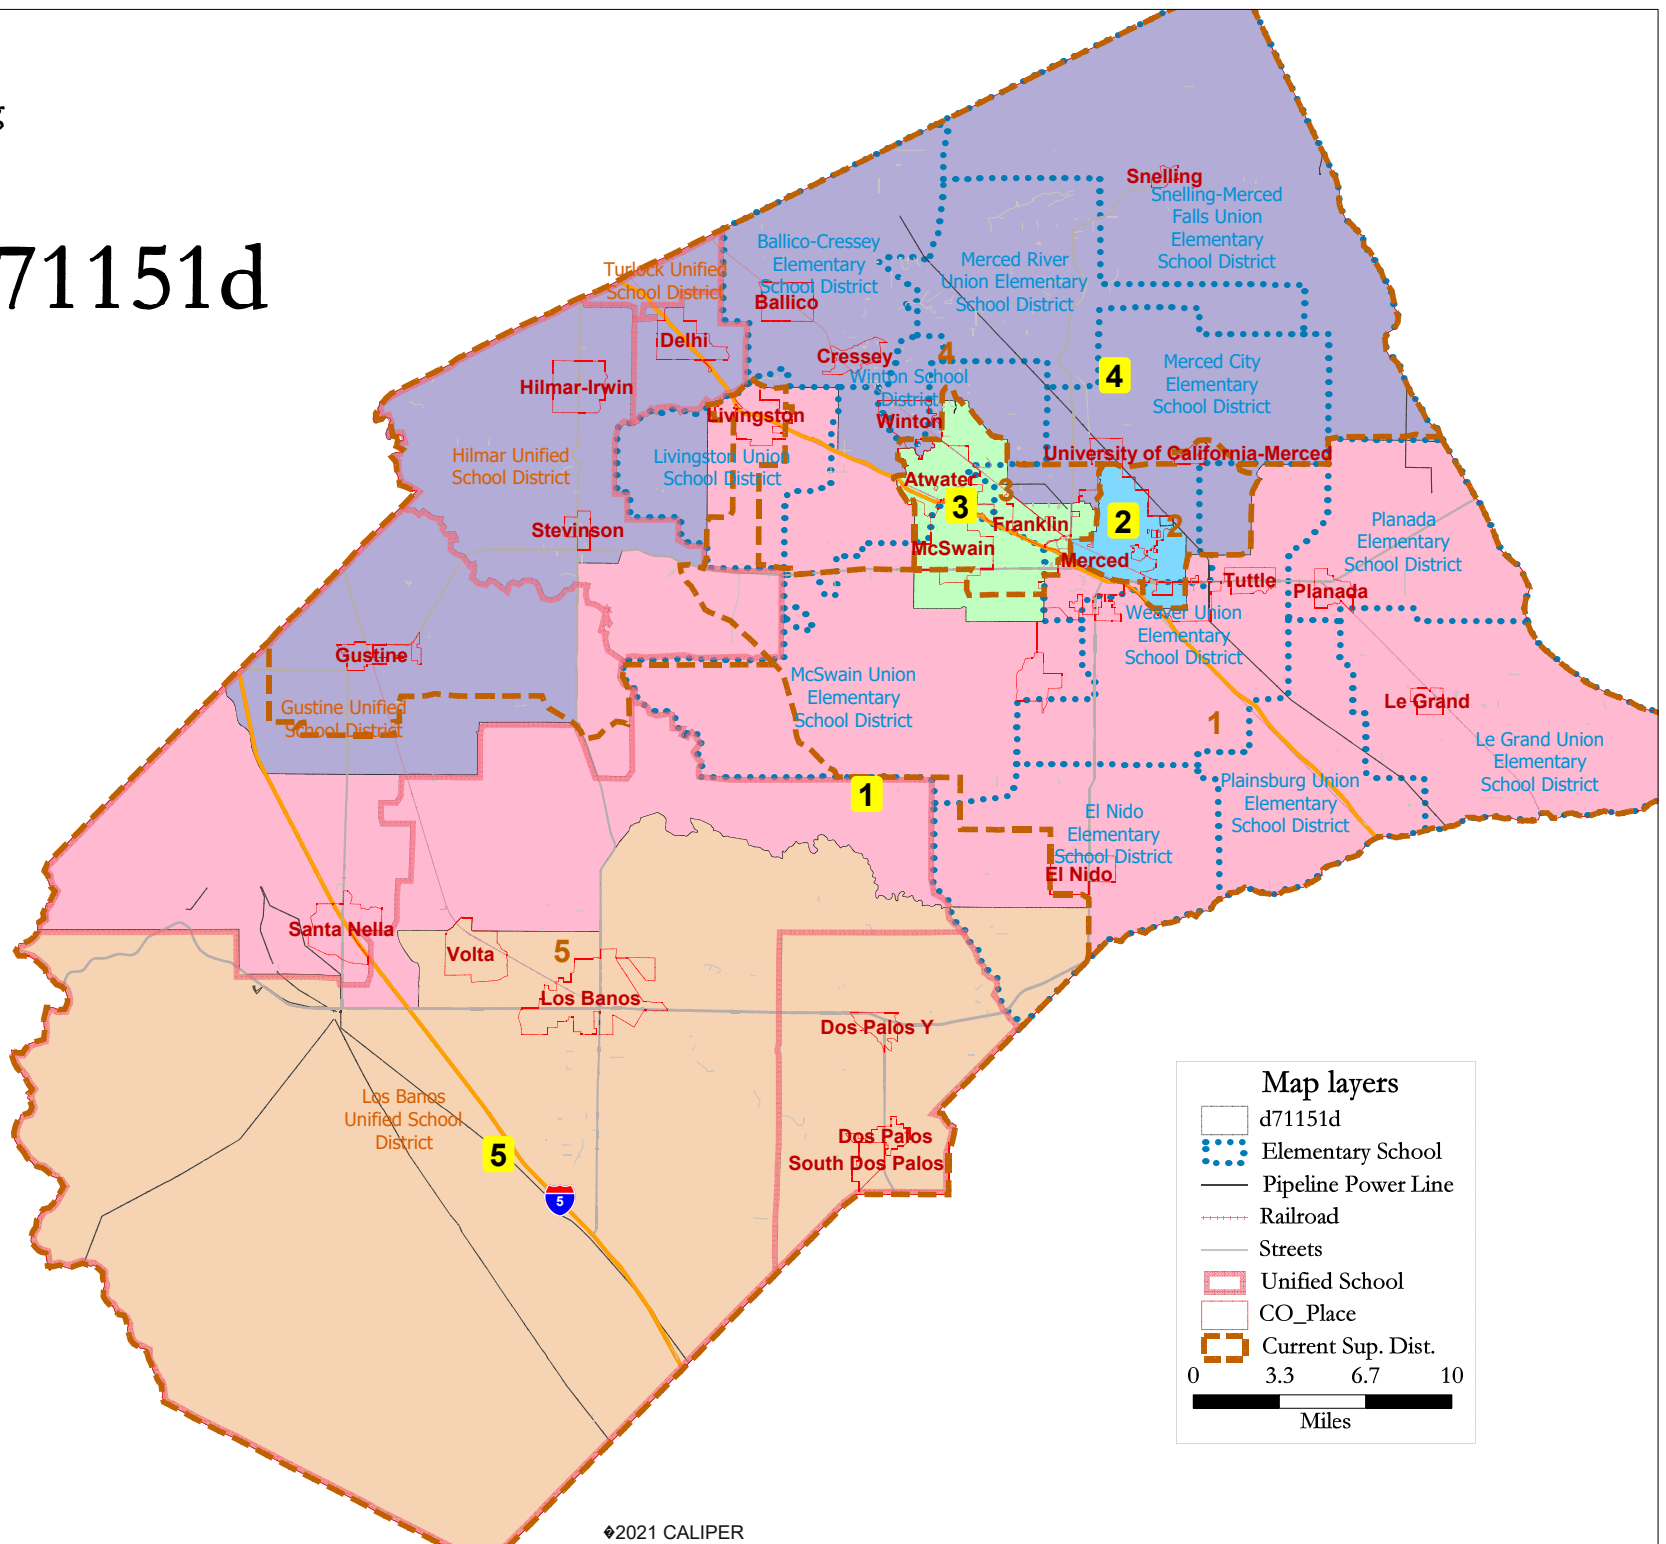 71151d
Snelling
Snelling-Merced
Falls Union
Elementary
School District
Ballico-Cressey
Elementary
School District
Merced River
Union Elementary
School District
Turlock Unified
School District
Ballico
Delhi
Cressey
4
4
Merced City
Elementary
School District
Winton School
District
Hilmar-Irwin
Livingston
Winton
University of California-Merced
Hilmar Unified
School District
Livingston Union
School District
Atwater
3
3
2
2
Franklin
Stevinson
McSwain
Merced
Planada
Elementary
School District
Tuttle
Planada
Weaver Union
Elementary
School District
Gustine
Gustine Unified
School District
McSwain Union
Elementary
School District
Le Grand
1
Le Grand Union
Elementary
School District
1
Plainsburg Union
Elementary
School District
El Nido
Elementary
School District
El Nido
Santa Nella
Volta
5
Los Banos
Dos Palos Y
Los Banos
Unified School
District
5
5
Dos Palos
South Dos Palos
Map layers
d71151d
Elementary School
Pipeline Power Line
Railroad
Streets
Unified School
CO_Place
Current Sup. Dist.
0 3.3 6.7 10
Miles
�2021 CALIPER